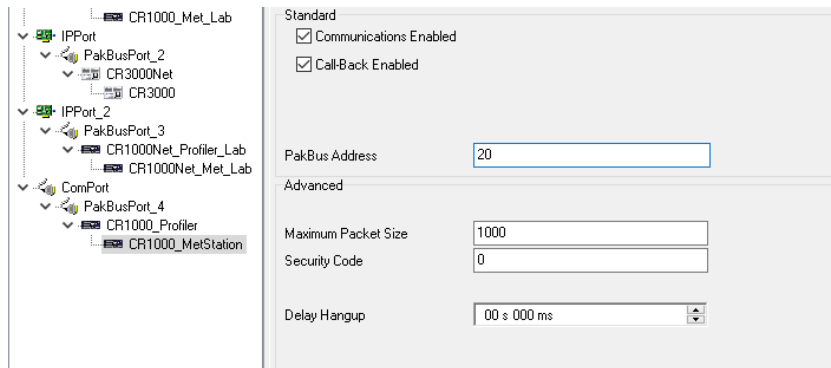 CR1000_Met_Lab
IPPort
PakBusPort_2
CR3000Net
CR3000
IPPort_2
PakBusPort_3
CR1000Net_Profiler_Lab
CR1000Net_Met_Lab
ComPort
PakBusPort_4
CR1000_Profiler
CR1000_MetStation
Standard
Communications Enabled
Call-Back Enabled
PakBus Address 20
Advanced
Maximum Packet Size 1000
Security Code 0
Delay Hangup 00 s 000 ms